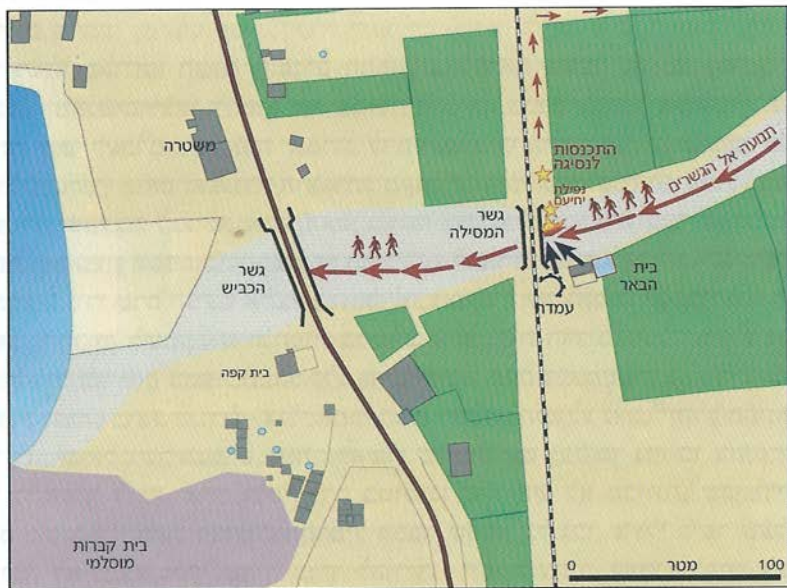 משטרה
התכנסות
לנסיגה
נפילת
יחיעם
תנועה אל הגשרים
גשר
המסילה
גשר
הכביש
בית
הבאר
עמדה
בית קפה
בית קברות
מוסלמי
0 מטר 100